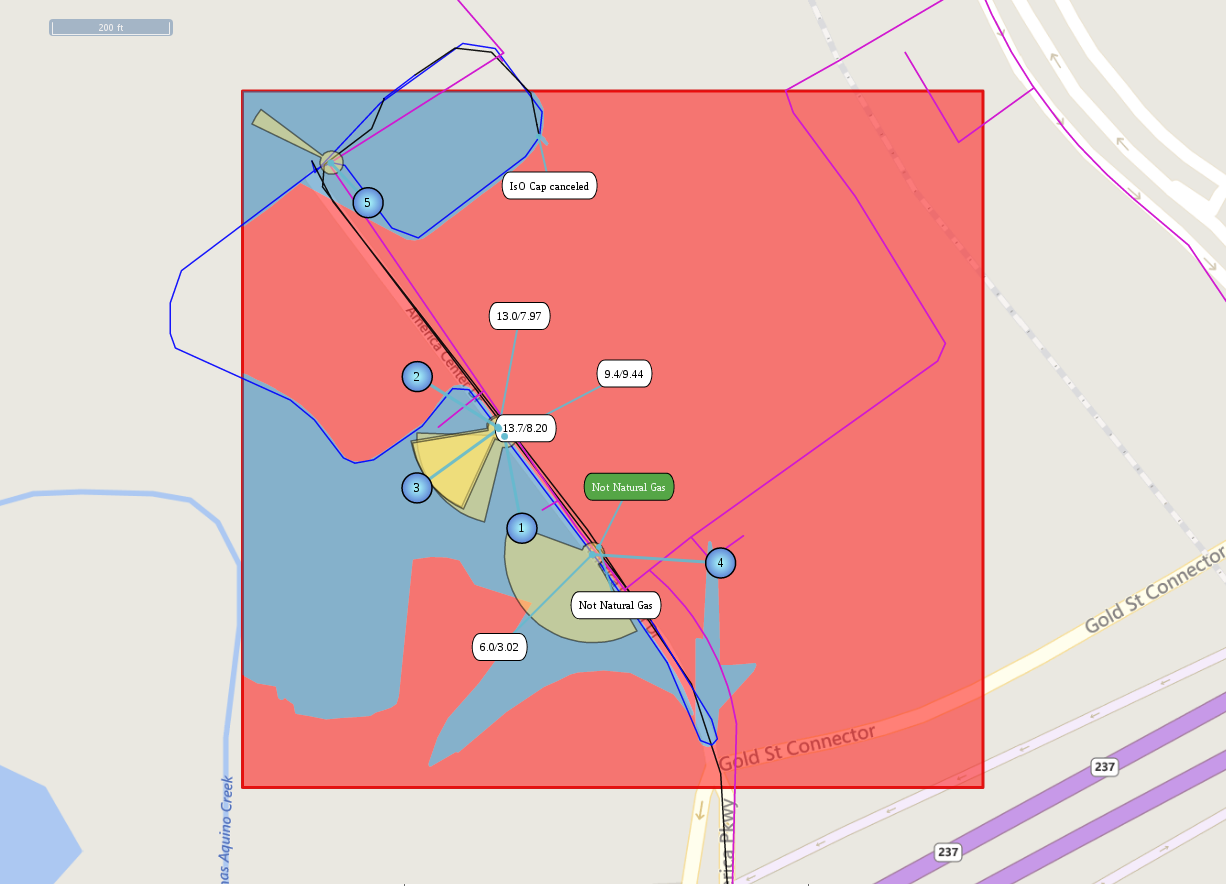 200 ft
IsO Cap canceled
5
13.0/7.97
America Center
2
9.4/9.44
13.7/8.20
3
Not Natural Gas
1
4
Not Natural Gas
6.0/3.02
Gold St Connector
Gold St Connector
237
237
nas Aquino Creek
rica Pkwy